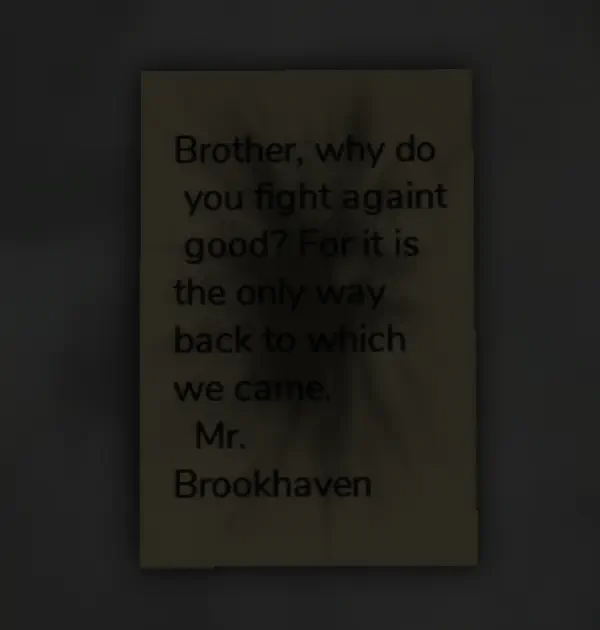 Brother, why do
you fight againt
good? For it is
the only way
back to which
we came.
Mr.
Brookhaven